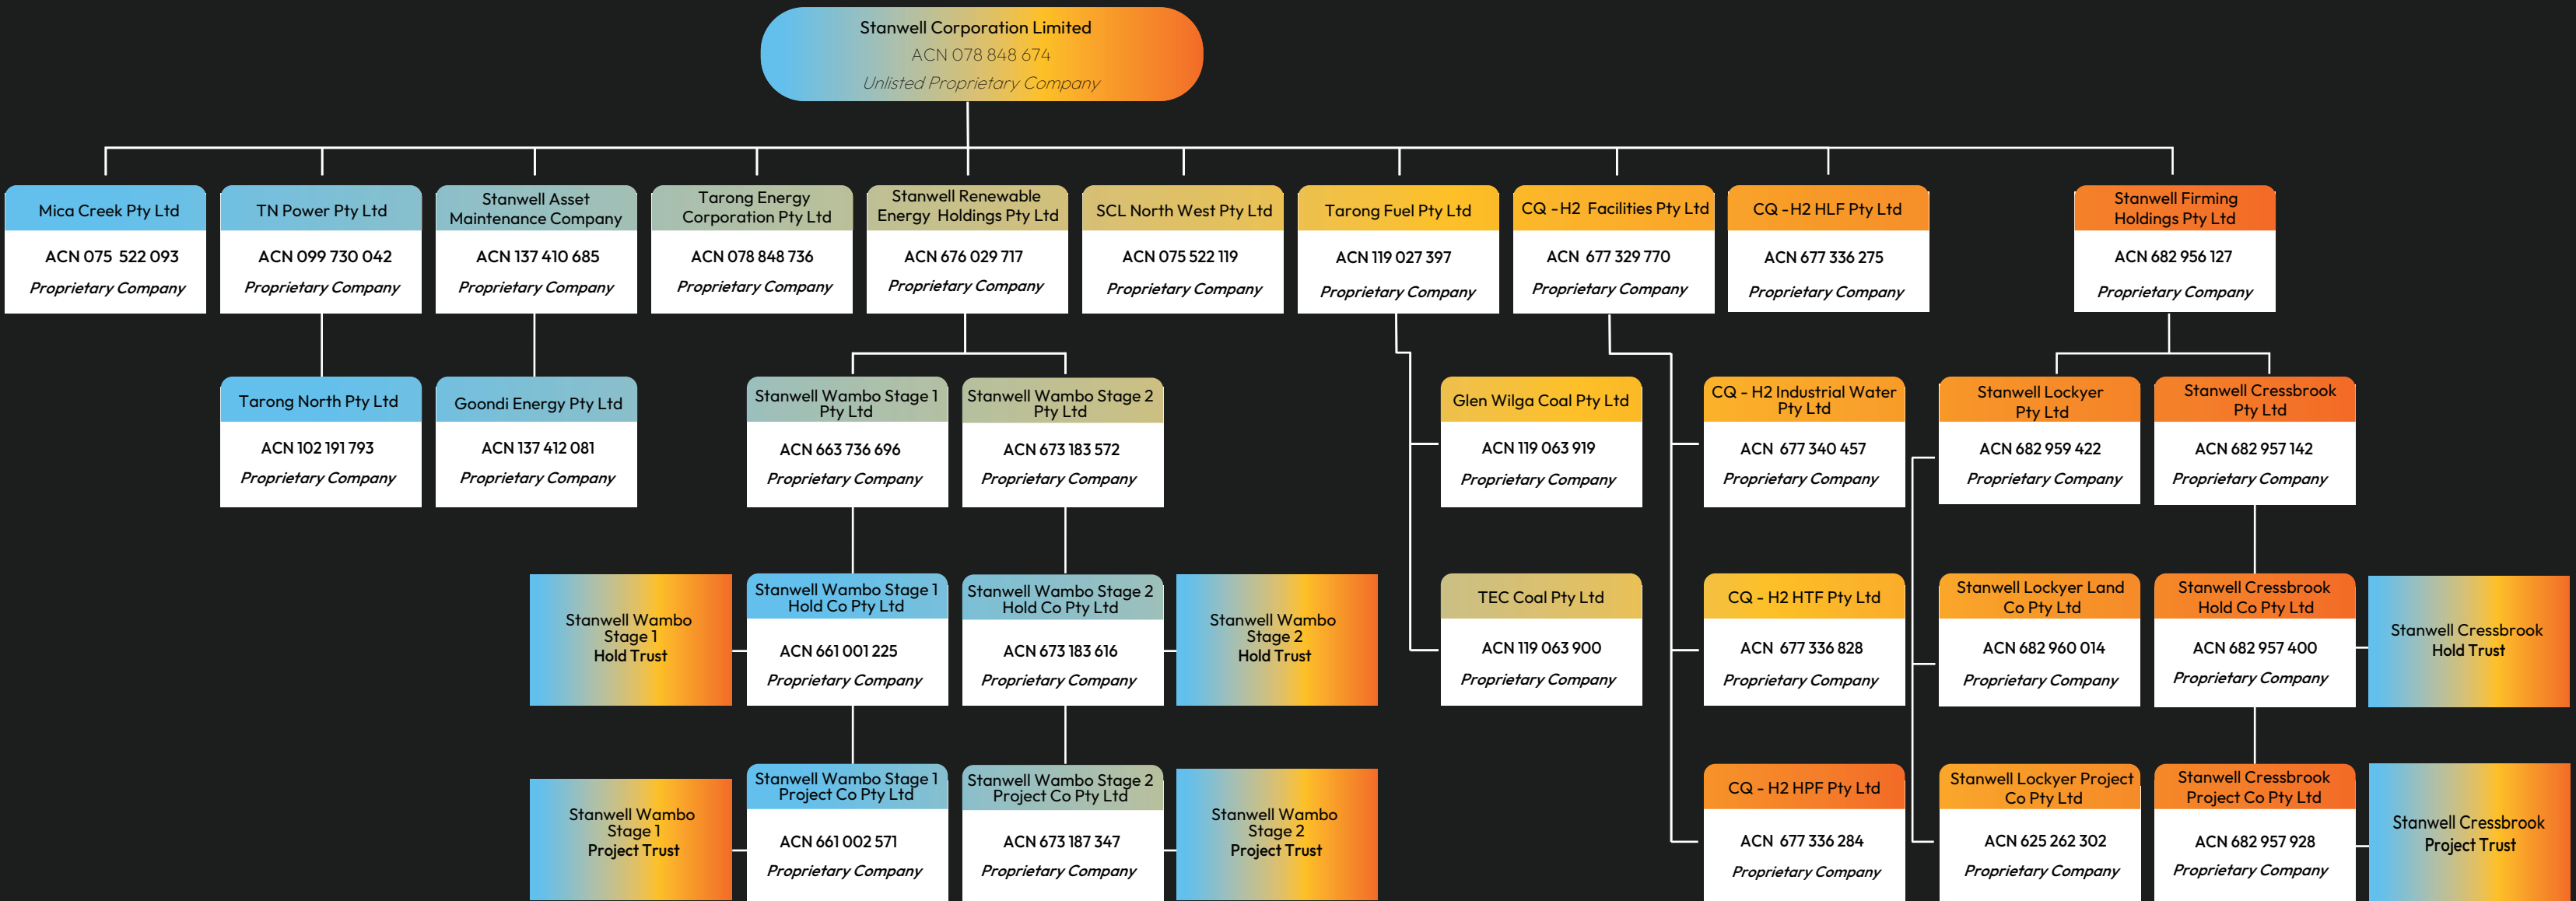 Stanwell Corporation Limited
ACN 078 848 674
Unlisted Proprietary Company
Mica Creek Pty Ltd
ACN 075 522 093
Proprietary Company
TN Power Pty Ltd
ACN 099 730 042
Proprietary Company
Stanwell Asset
Maintenance Company
ACN 137 410 685
Proprietary Company
Tarong Energy
Corporation Pty Ltd
ACN 078 848 736
Proprietary Company
Stanwell Renewable
Energy Holdings Pty Ltd
ACN 676 029 717
Proprietary Company
SCL North West Pty Ltd
ACN 075 522 119
Proprietary Company
Tarong Fuel Pty Ltd
ACN 119 027 397
Proprietary Company
CQ -H2 Facilities Pty Ltd
ACN 677 329 770
Proprietary Company
CQ -H2 HLF Pty Ltd
ACN 677 336 275
Proprietary Company
Stanwell Firming
Holdings Pty Ltd
ACN 682 956 127
Proprietary Company
Tarong North Pty Ltd
ACN 102 191 793
Proprietary Company
Goondi Energy Pty Ltd
ACN 137 412 081
Proprietary Company
Stanwell Wambo Stage 1
Pty Ltd
ACN 663 736 696
Proprietary Company
Stanwell Wambo Stage 2
Pty Ltd
ACN 673 183 572
Proprietary Company
Glen Wilga Coal Pty Ltd
ACN 119 063 919
Proprietary Company
CQ - H2 Industrial Water
Pty Ltd
ACN 677 340 457
Proprietary Company
Stanwell Lockyer
Pty Ltd
ACN 682 959 422
Proprietary Company
Stanwell Cressbrook
Pty Ltd
ACN 682 957 142
Proprietary Company
Stanwell Wambo
Stage 1
Hold Trust
Stanwell Wambo Stage 1
Hold Co Pty Ltd
ACN 661 001 225
Proprietary Company
Stanwell Wambo Stage 2
Hold Co Pty Ltd
ACN 673 183 616
Proprietary Company
Stanwell Wambo
Stage 2
Hold Trust
TEC Coal Pty Ltd
ACN 119 063 900
Proprietary Company
CQ - H2 HTF Pty Ltd
ACN 677 336 828
Proprietary Company
Stanwell Lockyer Land
Co Pty Ltd
ACN 682 960 014
Proprietary Company
Stanwell Cressbrook
Hold Co Pty Ltd
ACN 682 957 400
Proprietary Company
Stanwell Cressbrook
Hold Trust
Stanwell Wambo
Stage 1
Project Trust
Stanwell Wambo Stage 1
Project Co Pty Ltd
ACN 661 002 571
Proprietary Company
Stanwell Wambo Stage 2
Project Co Pty Ltd
ACN 673 187 347
Proprietary Company
Stanwell Wambo
Stage 2
Project Trust
CQ - H2 HPF Pty Ltd
ACN 677 336 284
Proprietary Company
Stanwell Lockyer Project
Co Pty Ltd
ACN 625 262 302
Proprietary Company
Stanwell Cressbrook
Project Co Pty Ltd
ACN 682 957 928
Proprietary Company
Stanwell Cressbrook
Project Trust